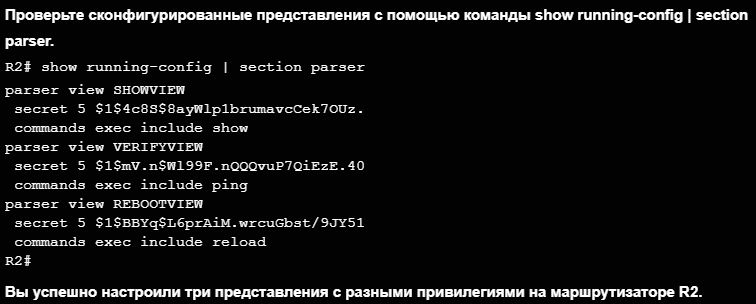 Проверьте сконфигурированные представления с помощью команды show running-config | section
parser.
R2# show running-config | section parser
parser view SHOWVIEW
secret 5 $1$4c8S$8ayWlp1brumavcCek7OUz.
commands exec include show
parser view VERIFYVIEW
secret 5 $1$mV.n$Wl99F.nQQQvuP7QiEzE.40
commands exec include ping
parser view REBOOTVIEW
secret 5 $1$BBYq$L6prAiM.wrcuGbst/9JY51
commands exec include reload
R2#
Вы успешно настроили три представления с разными привилегиями на маршрутизаторе R2.